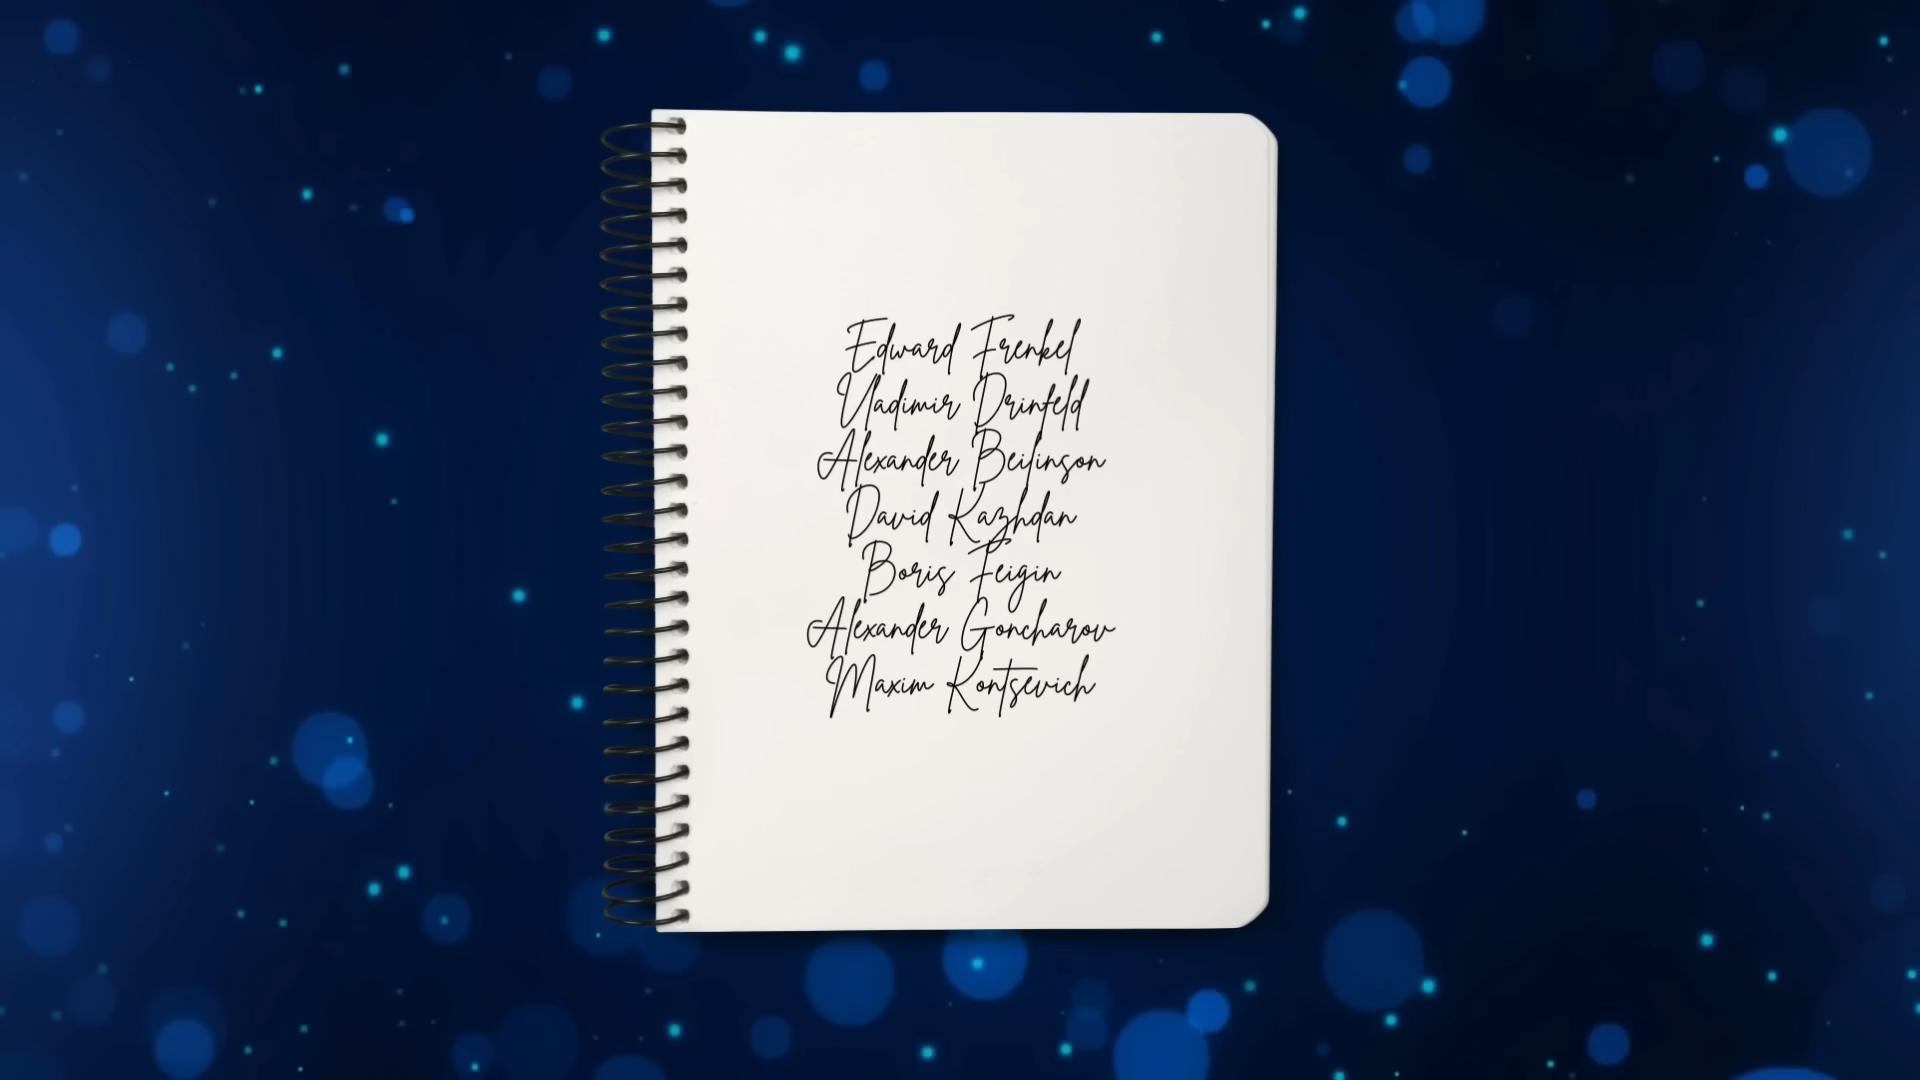 Edward Frenkel
Vladimir Drinfeld
Alexander Beilinson
David Kazhdan
Boris Feigin
Alexander Goncharov
Maxim Kontsevich